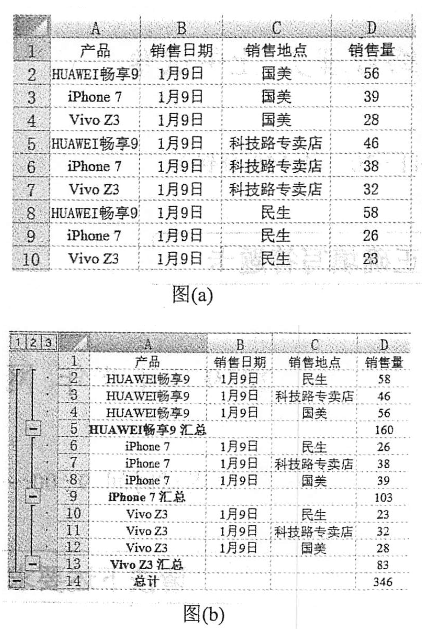 A B C D
1 产品 销售日期 销售地点 销售量
2 HUAWEI畅享9 1月9日 国美 56
3 iPhone 7 1月9日 国美 39
4 Vivo Z3 1月9日 国美 28
5 HUAWEI畅享9 1月9日 科技路专卖店 46
6 iPhone 7 1月9日 科技路专卖店 38
7 Vivo Z3 1月9日 科技路专卖店 32
8 HUAWEI畅享9 1月9日 民生 58
9 iPhone 7 1月9日 民生 26
10 Vivo Z3 1月9日 民生 23
图(a)
1 2 3 A B C D
1 产品 销售日期 销售地点 销售量
2 HUAWEI畅享9 1月9日 民生 58
3 HUAWEI畅享9 1月9日 科技路专卖店 46
4 HUAWEI畅享9 1月9日 国美 56
5 HUAWEI畅享9 汇总 160
6 iPhone 7 1月9日 民生 26
7 iPhone 7 1月9日 科技路专卖店 38
8 iPhone 7 1月9日 国美 39
9 iPhone 7 汇总 103
10 Vivo Z3 1月9日 民生 23
11 Vivo Z3 1月9日 科技路专卖店 32
12 Vivo Z3 1月9日 国美 28
13 Vivo Z3 汇总 83
14 总计 346
图(b)